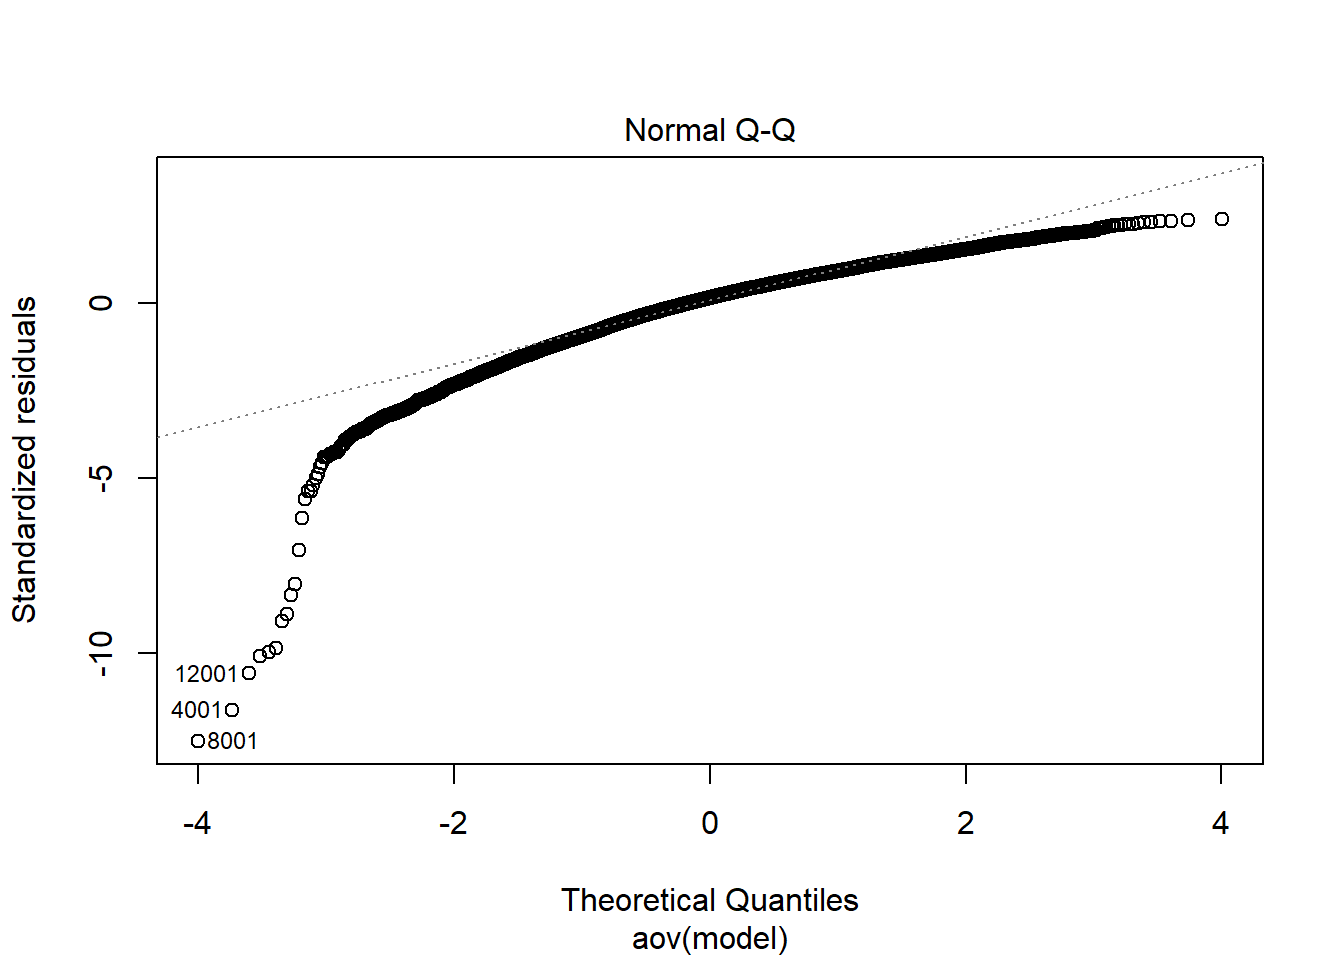 Normal Q-Q
Standardized residuals
0
-5
-10
12001
4001
8001
-4
-2
0
2
4
Theoretical Quantiles
aov(model)